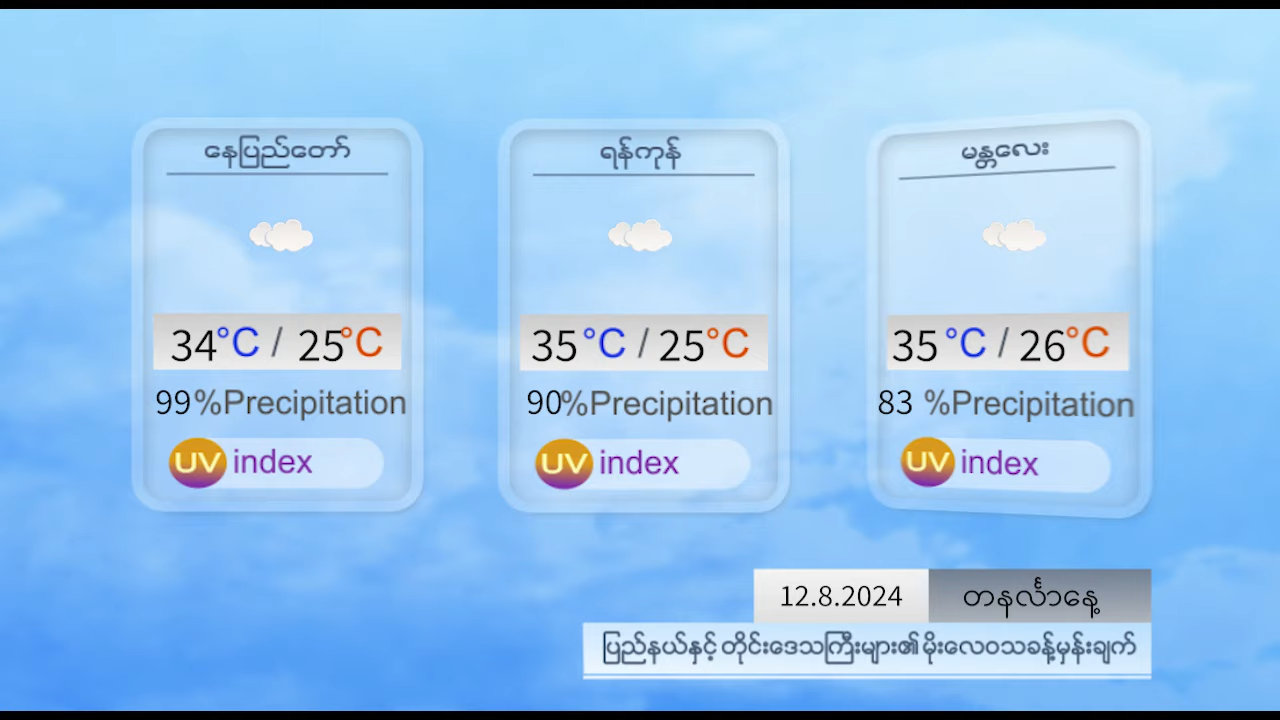 နေပြည်တော်
34°C / 25°C
99%Precipitation
UV index
ရန်ကုန်
35°C / 25°C
90%Precipitation
UV index
မန္တလေး
35°C / 26°C
83 %Precipitation
UV index
12.8.2024 တနင်္လာနေ့
ပြည်နယ်နှင့် တိုင်းဒေသကြီးများ၏ မိုးလေဝသခန့်မှန်းချက်